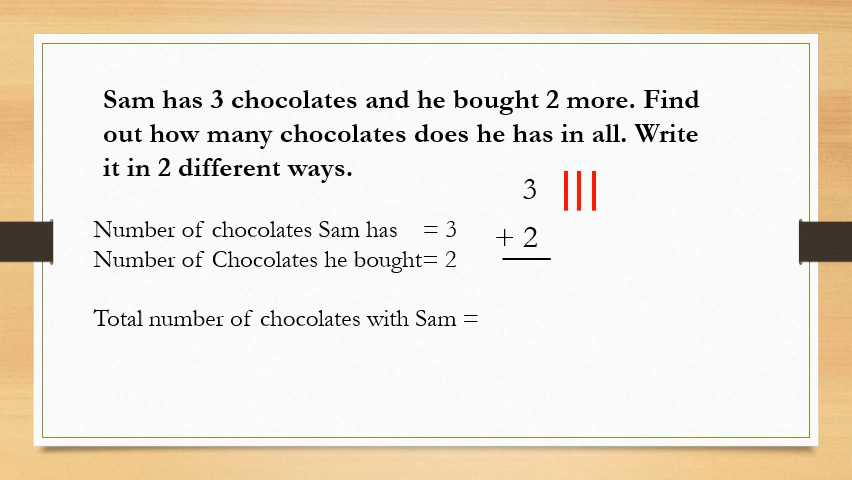 Sam has 3 chocolates and he bought 2 more. Find
out how many chocolates does he has in all. Write
it in 2 different ways.
3
Number of chocolates Sam has = 3
+ 2
Number of Chocolates he bought= 2
Total number of chocolates with Sam =